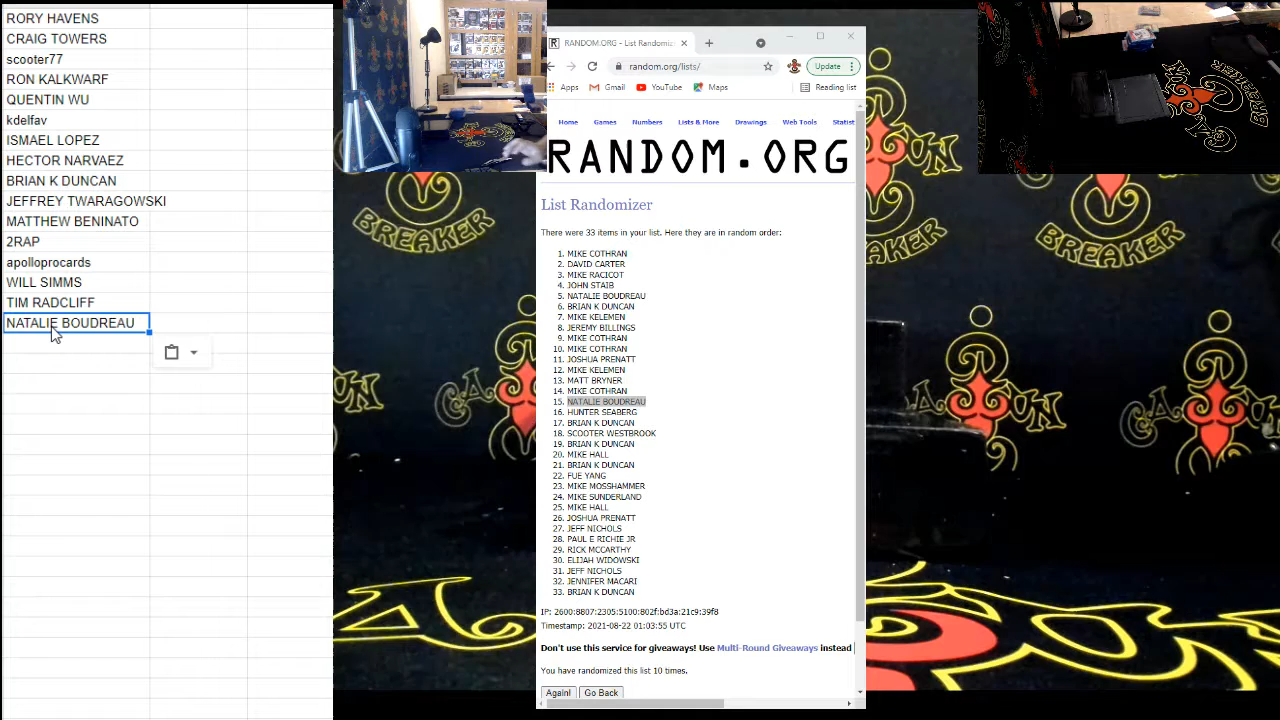 RORY HAVENS
CRAIG TOWERS
scooter77
RON KALKWARF
QUENTIN WU
kdelfav
ISMAEL LOPEZ
HECTOR NARVAEZ
BRIAN K DUNCAN
JEFFREY TWARAGOWSKI
MATTHEW BENINATO
2RAP
apolloprocards
WILL SIMMS
TIM RADCLIFF
NATALIE BOUDREAU
RANDOM.ORG - List Randomiz
random.org/lists/
Update
Apps Gmail YouTube Maps Reading list
Home Games Numbers Lists & More Drawings Web Tools Statist
RANDOM.ORG
List Randomizer
There were 33 items in your list. Here they are in random order:
1. MIKE COTHRAN
2. DAVID CARTER
3. MIKE RACICOT
4. JOHN STAIB
5. NATALIE BOUDREAU
6. BRIAN K DUNCAN
7. MIKE KELEMEN
8. JEREMY BILLINGS
9. MIKE COTHRAN
10. MIKE COTHRAN
11. JOSHUA PRENATT
12. MIKE KELEMEN
13. MATT BRYNER
14. MIKE COTHRAN
15. NATALIE BOUDREAU
16. HUNTER SEABERG
17. BRIAN K DUNCAN
18. SCOOTER WESTBROOK
19. BRIAN K DUNCAN
20. MIKE HALL
21. BRIAN K DUNCAN
22. FUE YANG
23. MIKE MOSSHAMMER
24. MIKE SUNDERLAND
25. MIKE HALL
26. JOSHUA PRENATT
27. JEFF NICHOLS
28. PAUL E RICHIE JR
29. RICK MCCARTHY
30. ELIJAH WIDOWSKI
31. JEFF NICHOLS
32. JENNIFER MACARI
33. BRIAN K DUNCAN
IP: 2600:8807:2305:5100:802f:bd3a:21c9:39f8
Timestamp: 2021-08-22 01:03:55 UTC
Don't use this service for giveaways! Use Multi-Round Giveaways instead
You have randomized this list 10 times.
Again! Go Back
BREAKER
BREAKER
BREAKER